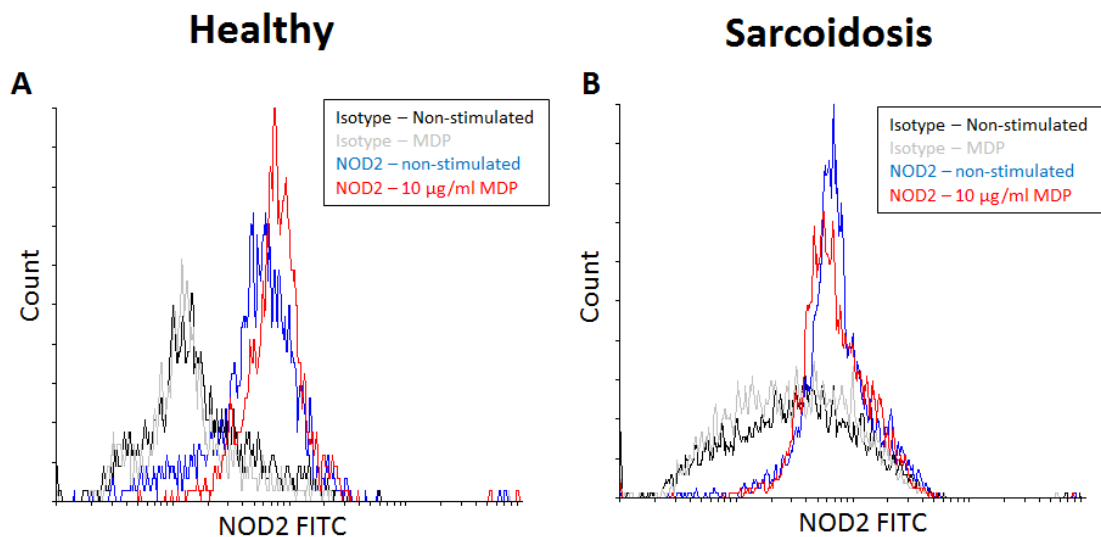 Healthy
Sarcoidosis
A
Isotype – Non-stimulated
Isotype – MDP
NOD2 – non-stimulated
NOD2 – 10 µg/ml MDP
Count
NOD2 FITC
B
Isotype – Non-stimulated
Isotype – MDP
NOD2 – non-stimulated
NOD2 – 10 µg/ml MDP
Count
NOD2 FITC